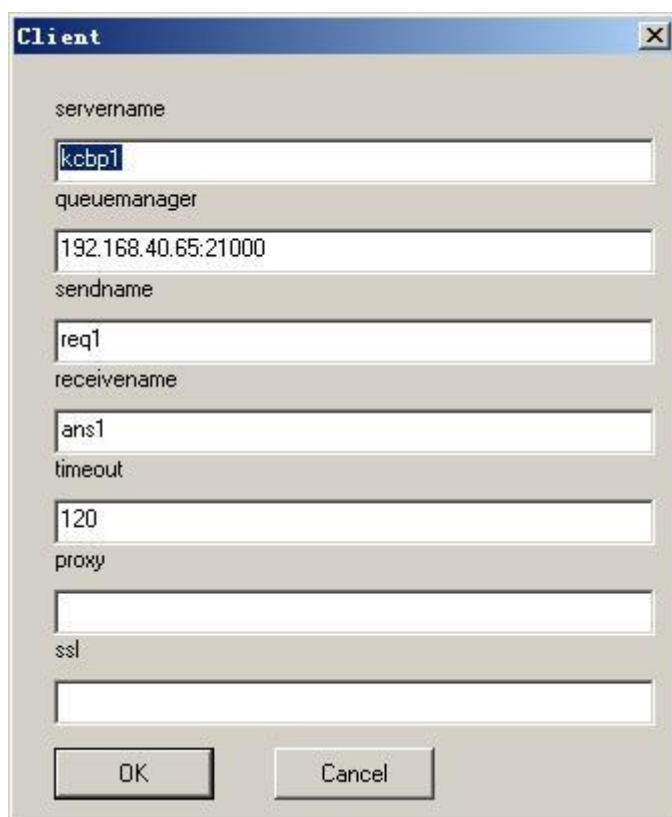 Client
servername
kcbp1
queuemanager
192.168.40.65:21000
sendname
req1
receivename
ans1
timeout
120
proxy
ssl
OK
Cancel